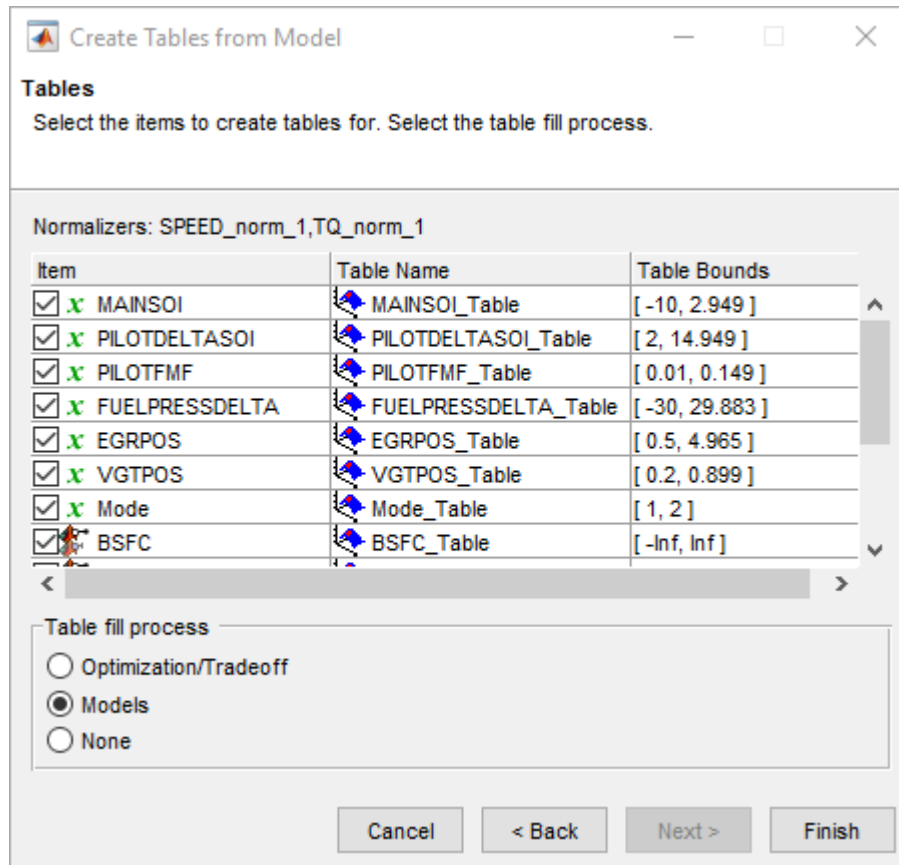 Create Tables from Model
Tables
Select the items to create tables for. Select the table fill process.
Normalizers: SPEED_norm_1,TQ_norm_1
Item Table Name Table Bounds
x MAINSOI MAINSOI_Table [ -10, 2.949 ]
x PILOTDELTASOI PILOTDELTASOI_Table [ 2, 14.949 ]
x PILOTFMF PILOTFMF_Table [ 0.01, 0.149 ]
x FUELPRESSDELTA FUELPRESSDELTA_Table [ -30, 29.883 ]
x EGRPOS EGRPOS_Table [ 0.5, 4.965 ]
x VGTPOS VGTPOS_Table [ 0.2, 0.899 ]
x Mode Mode_Table [ 1, 2 ]
BSFC BSFC_Table [ -Inf, Inf ]
Table fill process
Optimization/Tradeoff
Models
None
Cancel < Back Next > Finish